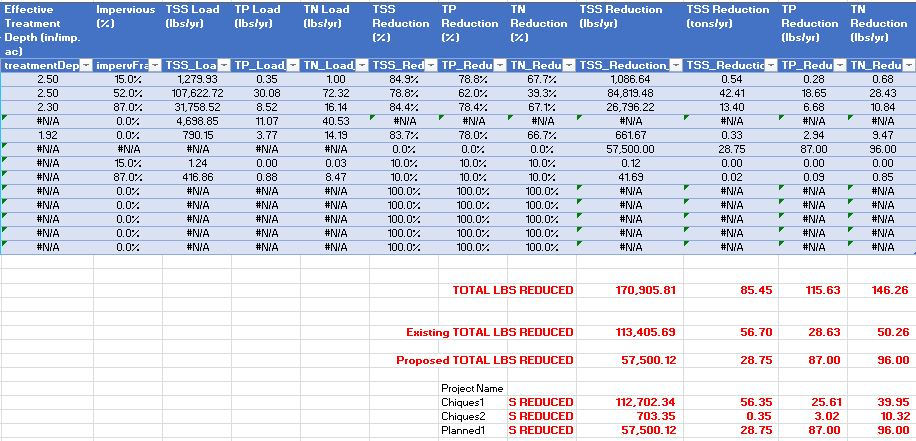 Effective Treatment Depth (in/imp. ac) Impervious (%) TSS Load (lbs/yr) TP Load (lbs/yr) TN Load (lbs/yr) TSS Reduction (%) TP Reduction (%) TN Reduction (%) TSS Reduction (lbs/yr) TSS Reduction (tons/yr) TP Reduction (lbs/yr) TN Reduction (lbs/yr)
treatmentDep impervFra TSS_Loa TP_Load TN_Load TSS_Red TP_Redu TN_Redu TSS_Reduction TSS_Reductic TP_Redu TN_Redu
2.50 15.0% 1,279.93 0.35 1.00 84.9% 78.8% 67.7% 1,086.64 0.54 0.28 0.68
2.50 52.0% 107,622.72 30.08 72.32 78.8% 62.0% 39.3% 84,819.48 42.41 18.65 28.43
2.30 87.0% 31,758.52 8.52 16.14 84.4% 78.4% 67.1% 26,796.22 13.40 6.68 10.84
#N/A 0.0% 4,698.85 11.07 40.53 #N/A #N/A #N/A #N/A #N/A #N/A #N/A
1.92 0.0% 790.15 3.77 14.19 83.7% 78.0% 66.7% 661.67 0.33 2.94 9.47
#N/A 0.0% #N/A #N/A #N/A 0.0% 0.0% 0.0% 57,500.00 28.75 87.00 96.00
#N/A 15.0% 1.24 0.00 0.03 10.0% 10.0% 10.0% 0.12 0.00 0.00 0.00
#N/A 87.0% 416.86 0.88 8.47 10.0% 10.0% 10.0% 41.69 0.02 0.09 0.85
#N/A 0.0% #N/A #N/A #N/A 100.0% 100.0% 100.0% #N/A #N/A #N/A #N/A
#N/A 0.0% #N/A #N/A #N/A 100.0% 100.0% 100.0% #N/A #N/A #N/A #N/A
#N/A 0.0% #N/A #N/A #N/A 100.0% 100.0% 100.0% #N/A #N/A #N/A #N/A
#N/A 0.0% #N/A #N/A #N/A 100.0% 100.0% 100.0% #N/A #N/A #N/A #N/A
#N/A 0.0% #N/A #N/A #N/A 100.0% 100.0% 100.0% #N/A #N/A #N/A #N/A
TOTAL LBS REDUCED 170,905.81 85.45 115.63 146.26
Existing TOTAL LBS REDUCED 113,405.69 56.70 28.63 50.26
Proposed TOTAL LBS REDUCED 57,500.12 28.75 87.00 96.00
Project Name
Chiques1 S REDUCED 112,702.34 56.35 25.61 39.95
Chiques2 S REDUCED 703.35 0.35 3.02 10.32
Planned1 S REDUCED 57,500.12 28.75 87.00 96.00